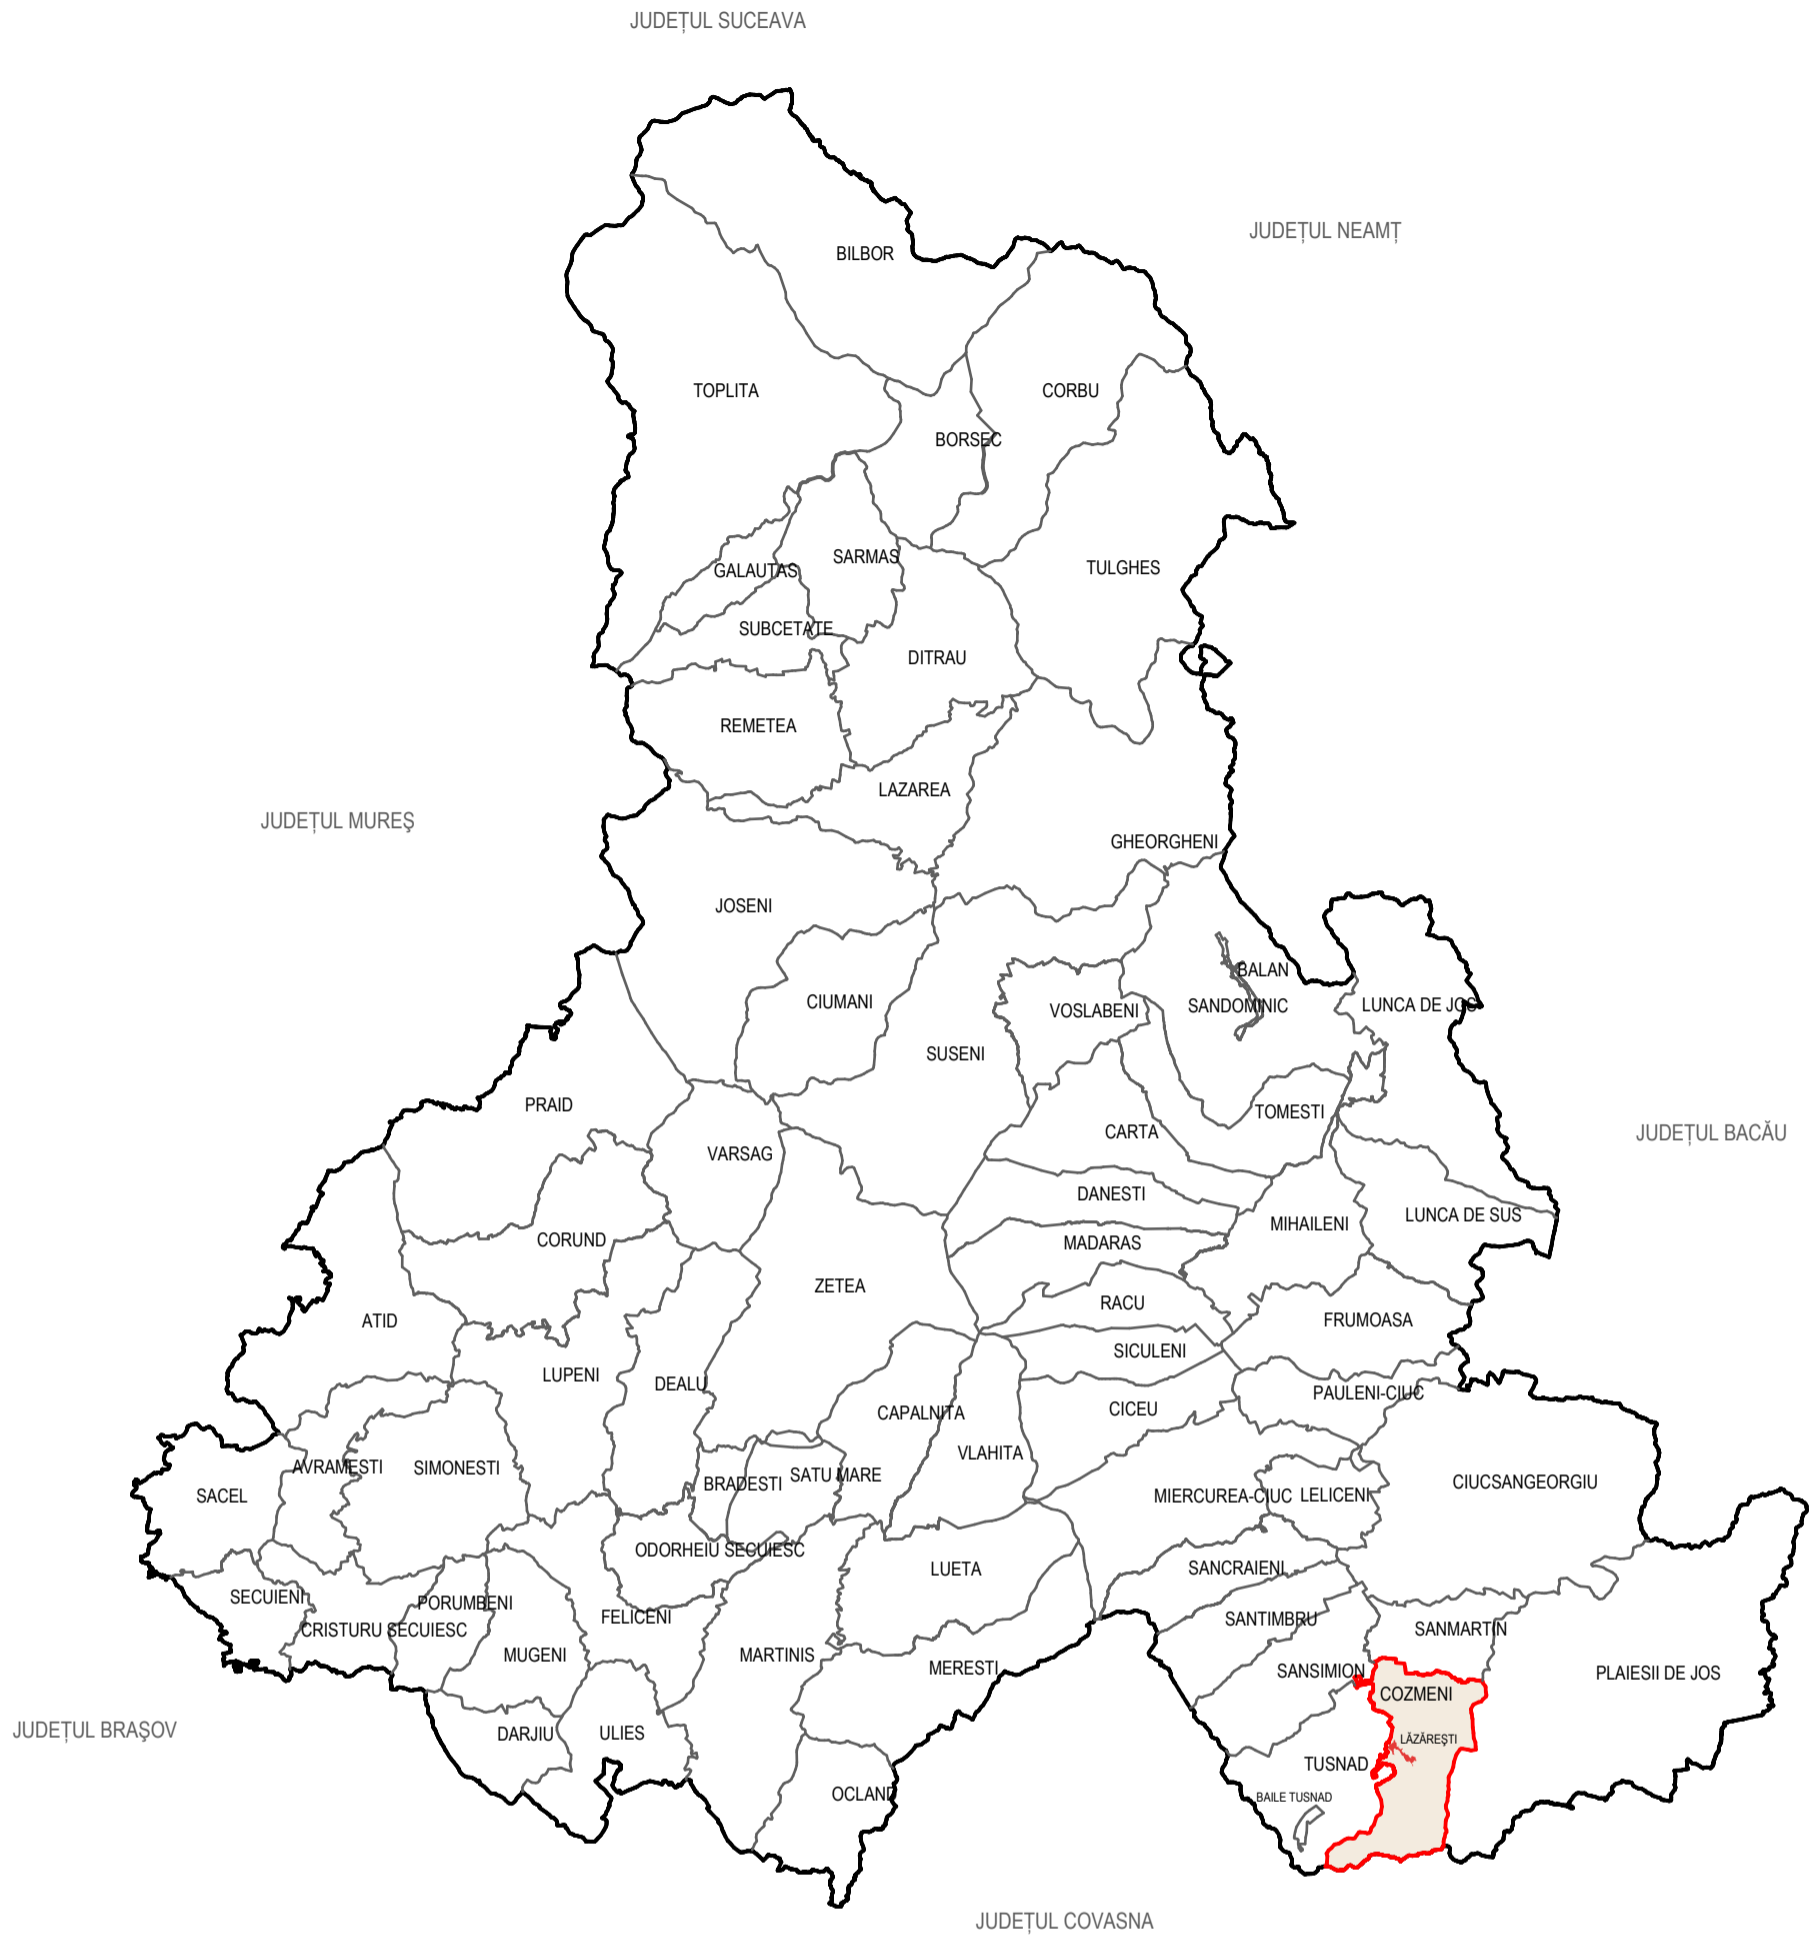 JUDEȚUL SUCEAVA
JUDEȚUL NEAMȚ
BILBOR
TOPLITA
CORBU
BORSEC
SARMAS
GALAUTAS
TULGHES
SUBCETATE
DITRAU
REMETEA
LAZAREA
JUDEȚUL MUREŞ
GHEORGHENI
JOSENI
BALAN
CIUMANI
VOSLABENI
SANDOMINIC
LUNCA DE JOS
SUSENI
PRAID
TOMESTI
CARTA
JUDEȚUL BACĂU
VARSAG
DANESTI
LUNCA DE SUS
MIHAILENI
CORUND
MADARAS
ZETEA
RACU
ATID
FRUMOASA
SICULENI
LUPENI
DEALU
PAULENI-CIUC
CAPALNITA
CICEU
VLAHITA
AVRAMESTI
SIMONESTI
SATU MARE
BRADESTI
CIUCSANGEORGIU
SACEL
MIERCUREA-CIUC
LELICENI
ODORHEIU SECUIESC
LUETA
SANCRAIENI
SECUIENI
PORUMBENI
FELICENI
SANTIMBRU
CRISTURU SECUIESC
SANMARTIN
MUGENI
MARTINIS
MERESTI
SANSIMION
PLAIESII DE JOS
COZMENI
JUDEȚUL BRAŞOV
DARJIU
ULIES
LĂZĂREŞTI
TUSNAD
OCLAND
BAILE TUSNAD
JUDEȚUL COVASNA